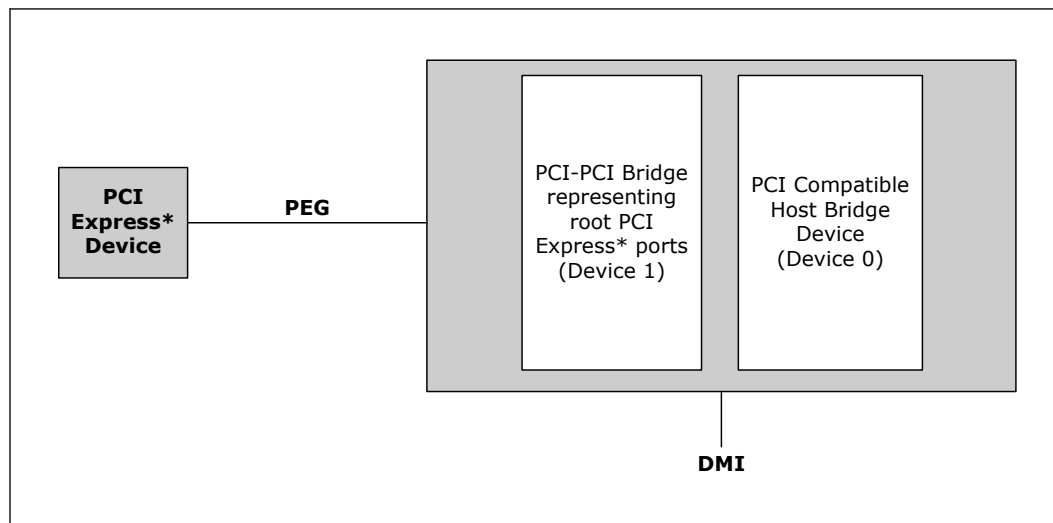 PCI
Express*
Device
PEG
PCI-PCI Bridge
representing
root PCI
Express* ports
(Device 1)
PCI Compatible
Host Bridge
Device
(Device 0)
DMI